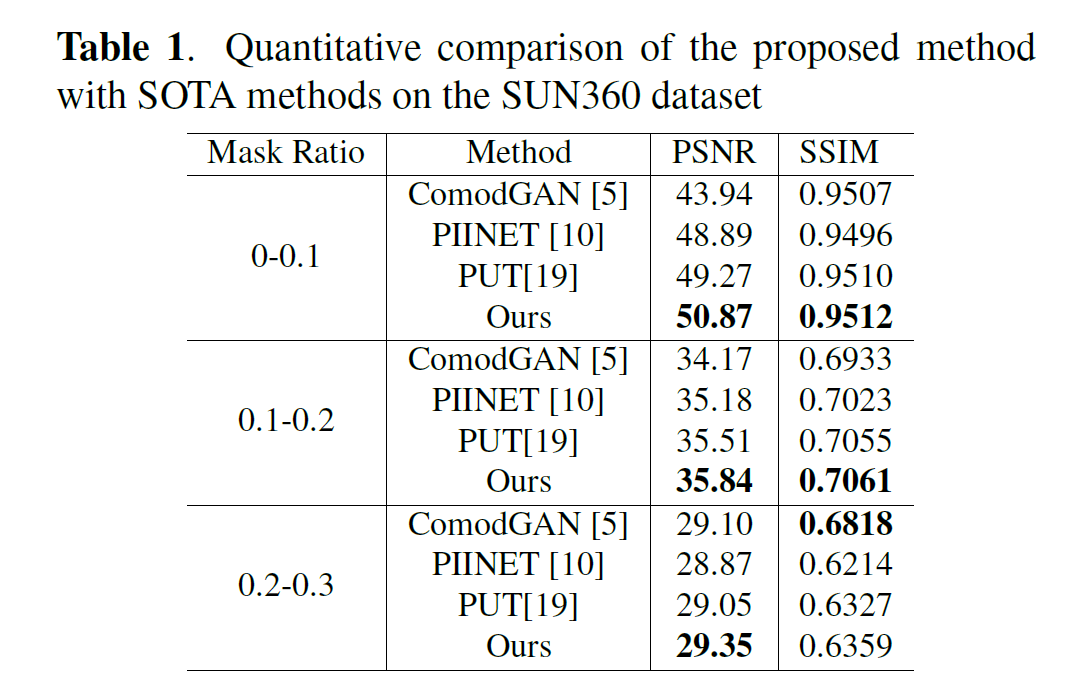 Table 1. Quantitative comparison of the proposed method
with SOTA methods on the SUN360 dataset
Mask Ratio Method PSNR SSIM
0-0.1
ComodGAN [5] 43.94 0.9507
PIINET [10] 48.89 0.9496
PUT[19] 49.27 0.9510
Ours 50.87 0.9512
0.1-0.2
ComodGAN [5] 34.17 0.6933
PIINET [10] 35.18 0.7023
PUT[19] 35.51 0.7055
Ours 35.84 0.7061
0.2-0.3
ComodGAN [5] 29.10 0.6818
PIINET [10] 28.87 0.6214
PUT[19] 29.05 0.6327
Ours 29.35 0.6359